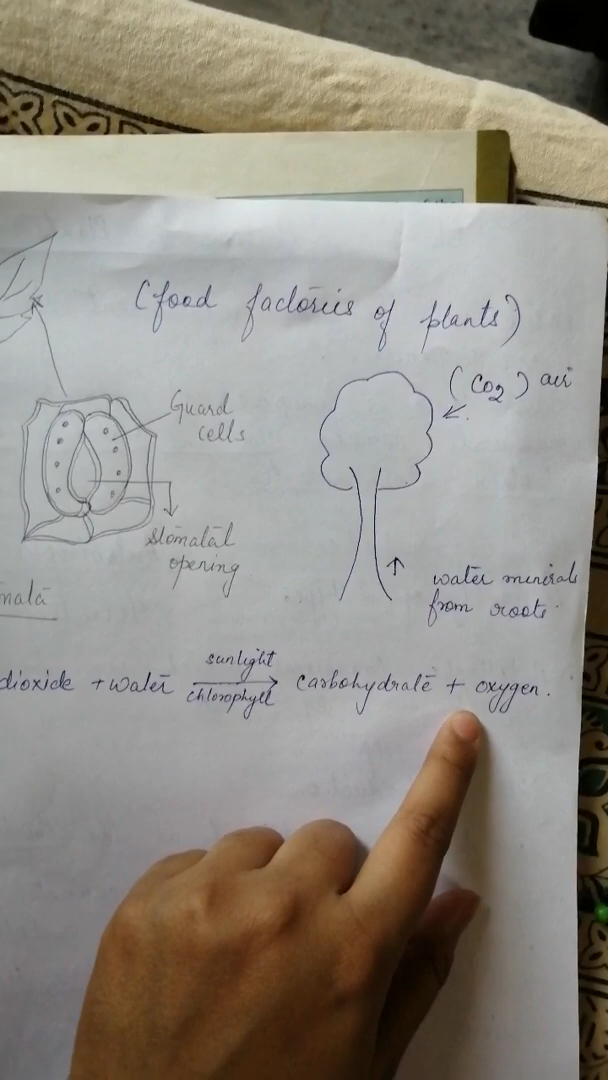 (food factories of plants)
(CO2) air
Guard
cells
stomatal
opening
water minerals
from roots.
mata
sunlight
dioxide + water → carbohydrate + oxygen.
chlorophyll